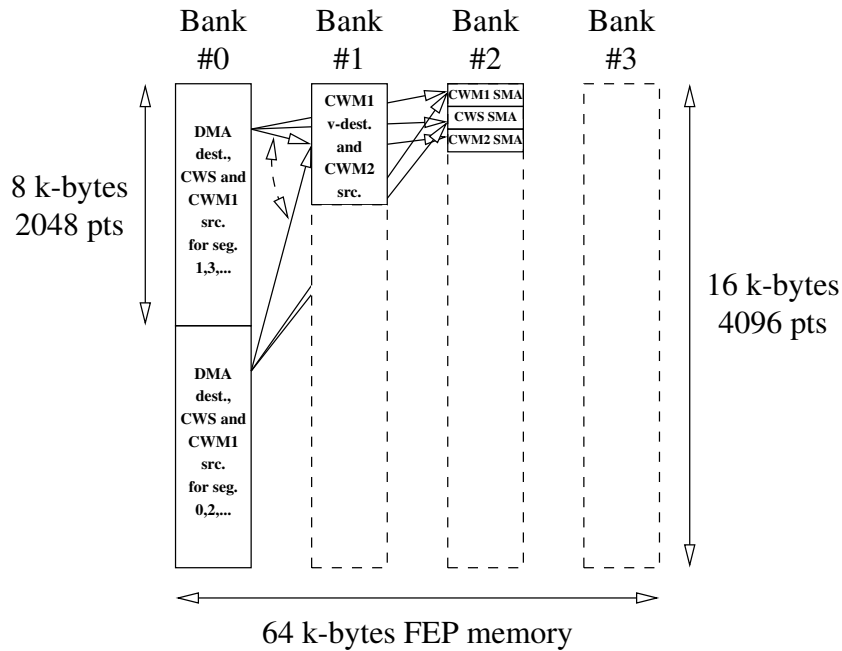 Bank
#0
Bank
#1
Bank
#2
Bank
#3
8 k-bytes
2048 pts
DMA
dest.,
CWS and
CWM1
src.
for seg.
1,3,...
DMA
dest.,
CWS and
CWM1
src.
for seg.
0,2,...
CWM1
v-dest.
and
CWM2
src.
CWM1 SMA
CWS SMA
CWM2 SMA
16 k-bytes
4096 pts
64 k-bytes FEP memory